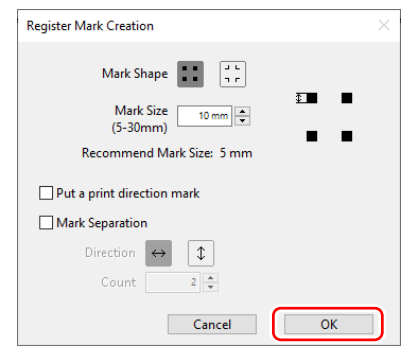 Register Mark Creation
Mark Shape
Mark Size
(5-30mm)
10 mm
Recommend Mark Size: 5 mm
Put a print direction mark
Mark Separation
Direction
Count
2
Cancel
OK